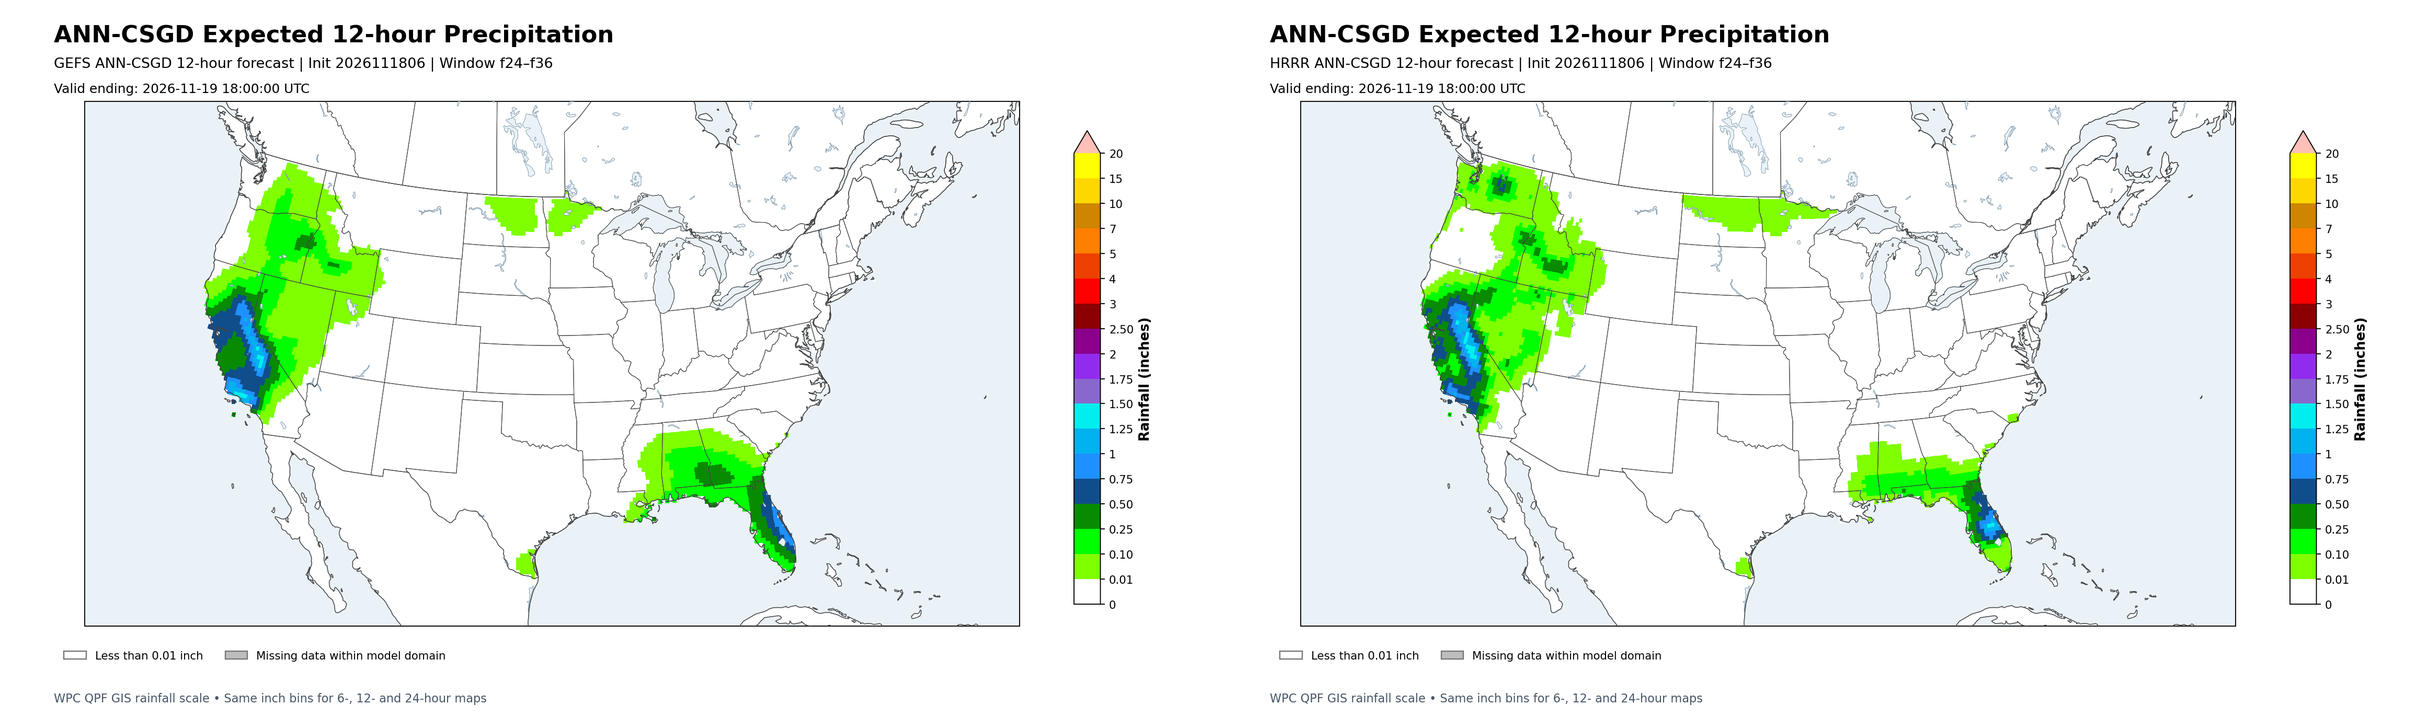 ANN-CSGD Expected 12-hour Precipitation
GEFS ANN-CSGD 12-hour forecast | Init 2026111806 | Window f24–f36
Valid ending: 2026-11-19 18:00:00 UTC
20
15
10
7
5
4
3
2.50
2
1.75
1.50
1.25
1
0.75
0.50
0.25
0.10
0.01
0
Rainfall (inches)
Less than 0.01 inch
Missing data within model domain
WPC QPF GIS rainfall scale • Same inch bins for 6-, 12- and 24-hour maps
ANN-CSGD Expected 12-hour Precipitation
HRRR ANN-CSGD 12-hour forecast | Init 2026111806 | Window f24–f36
Valid ending: 2026-11-19 18:00:00 UTC
20
15
10
7
5
4
3
2.50
2
1.75
1.50
1.25
1
0.75
0.50
0.25
0.10
0.01
0
Rainfall (inches)
Less than 0.01 inch
Missing data within model domain
WPC QPF GIS rainfall scale • Same inch bins for 6-, 12- and 24-hour maps